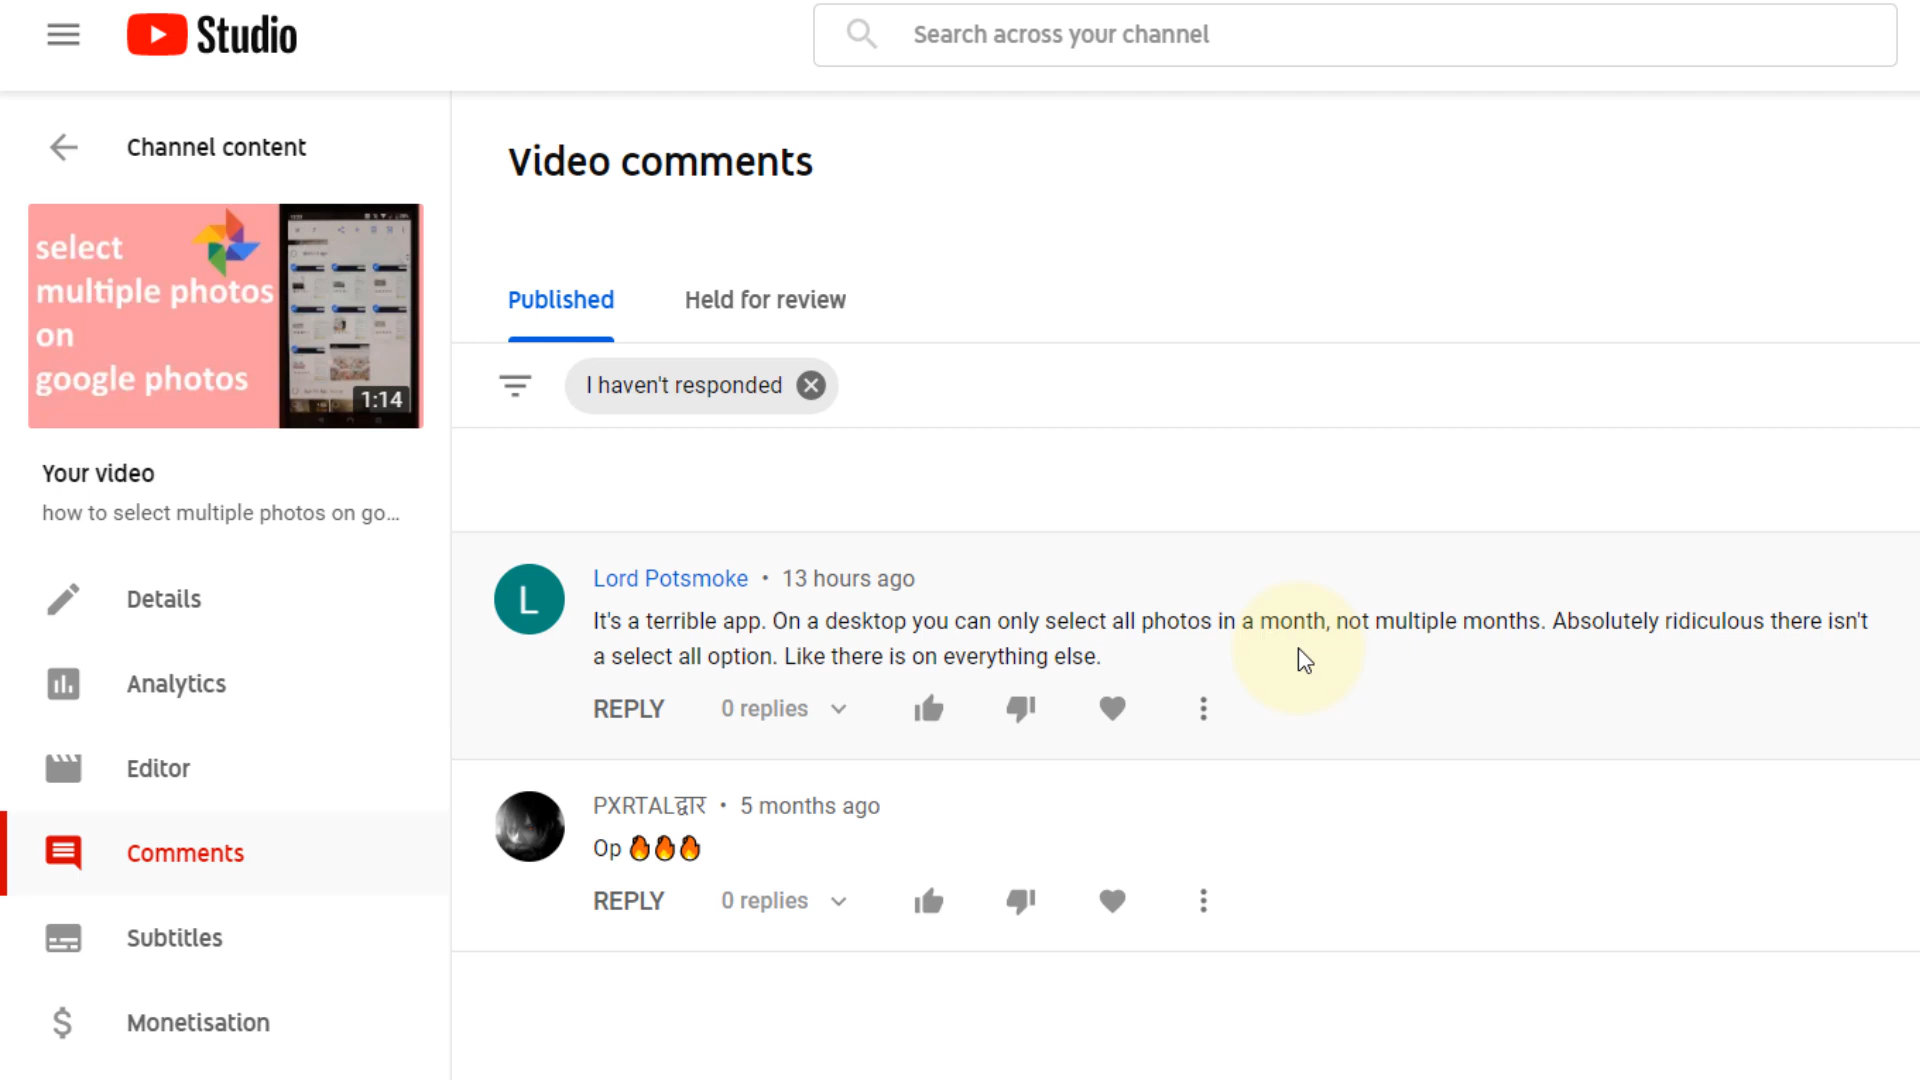 Studio
Search across your channel
Channel content
select
multiple photos
on
google photos
1:14
Your video
how to select multiple photos on go...
Details
Analytics
Editor
Comments
Subtitles
Monetisation
Video comments
Published
Held for review
I haven't responded
L
Lord Potsmoke • 13 hours ago
It's a terrible app. On a desktop you can only select all photos in a month, not multiple months. Absolutely ridiculous there isn't
a select all option. Like there is on everything else.
REPLY
0 replies
PXRTALद्वार • 5 months ago
Op 🔥🔥🔥
REPLY
0 replies